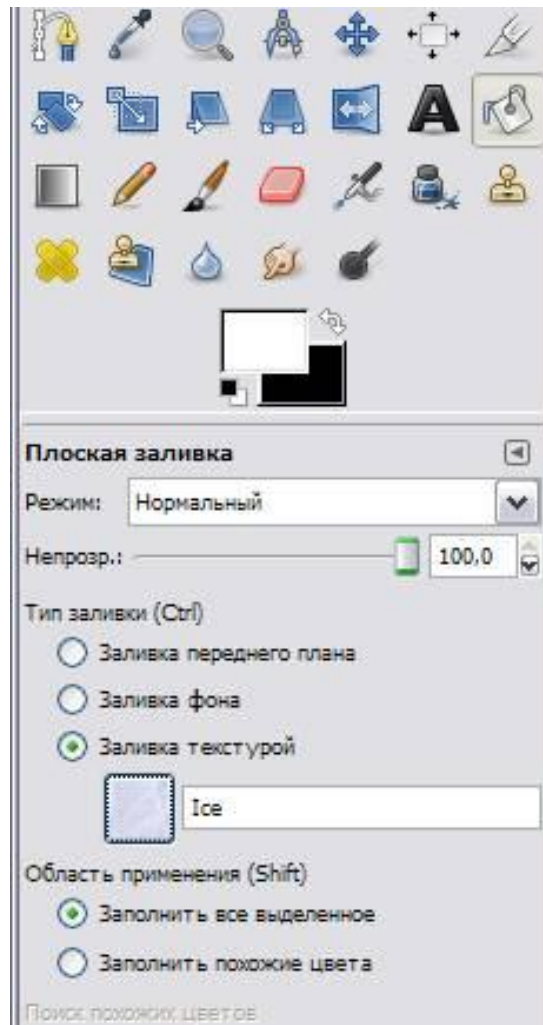 Плоская заливка
Режим: Нормальный
Непрозр.: 100,0
Тип заливки (Ctrl)
Заливка переднего плана
Заливка фона
Заливка текстурой
Ice
Область применения (Shift)
Заполнить все выделенное
Заполнить похожие цвета
Поиск похожих цветов